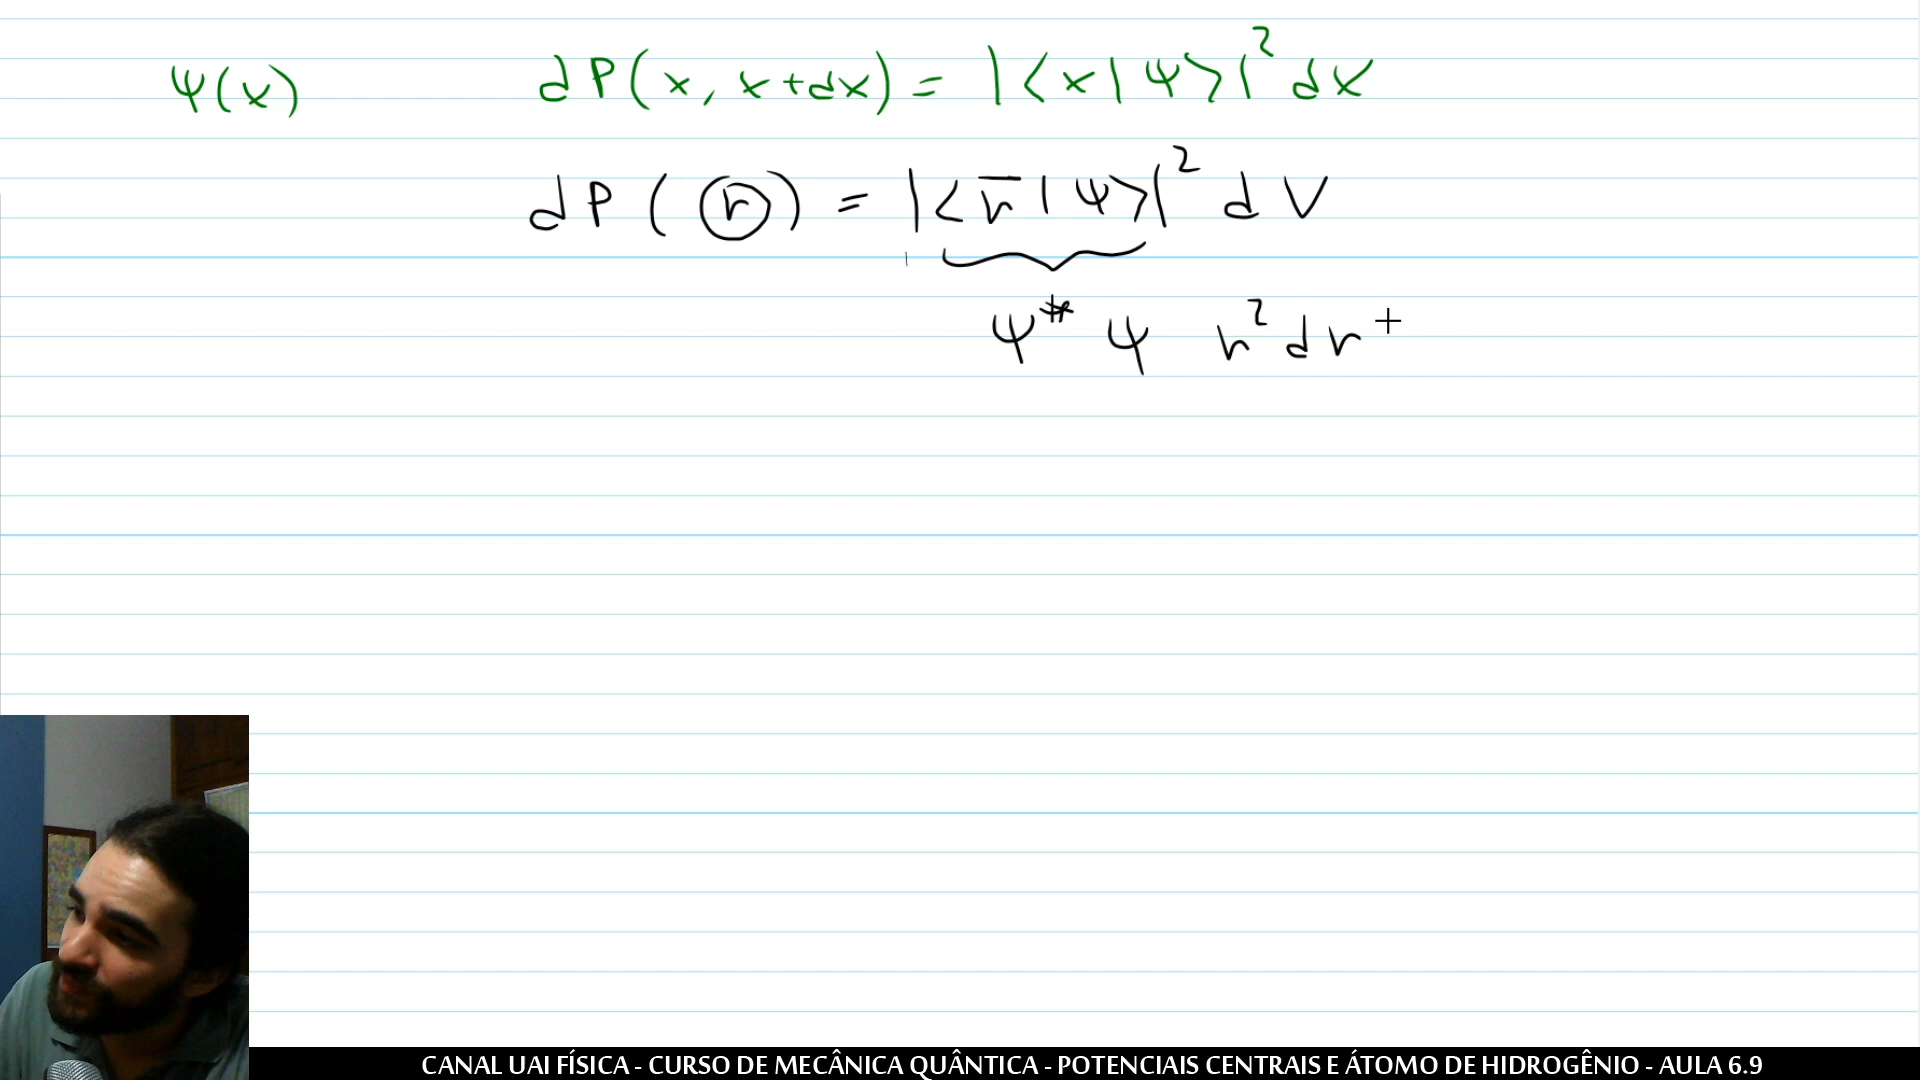 ψ(x) dP(x, x+dx) = |<x|ψ>|² dx
dP(r) = |<r̅|ψ>|² dV
ψ* ψ r² dr
CANAL UAI FÍSICA - CURSO DE MECÂNICA QUÂNTICA - POTENCIAIS CENTRAIS E ÁTOMO DE HIDROGÊNIO - AULA 6.9